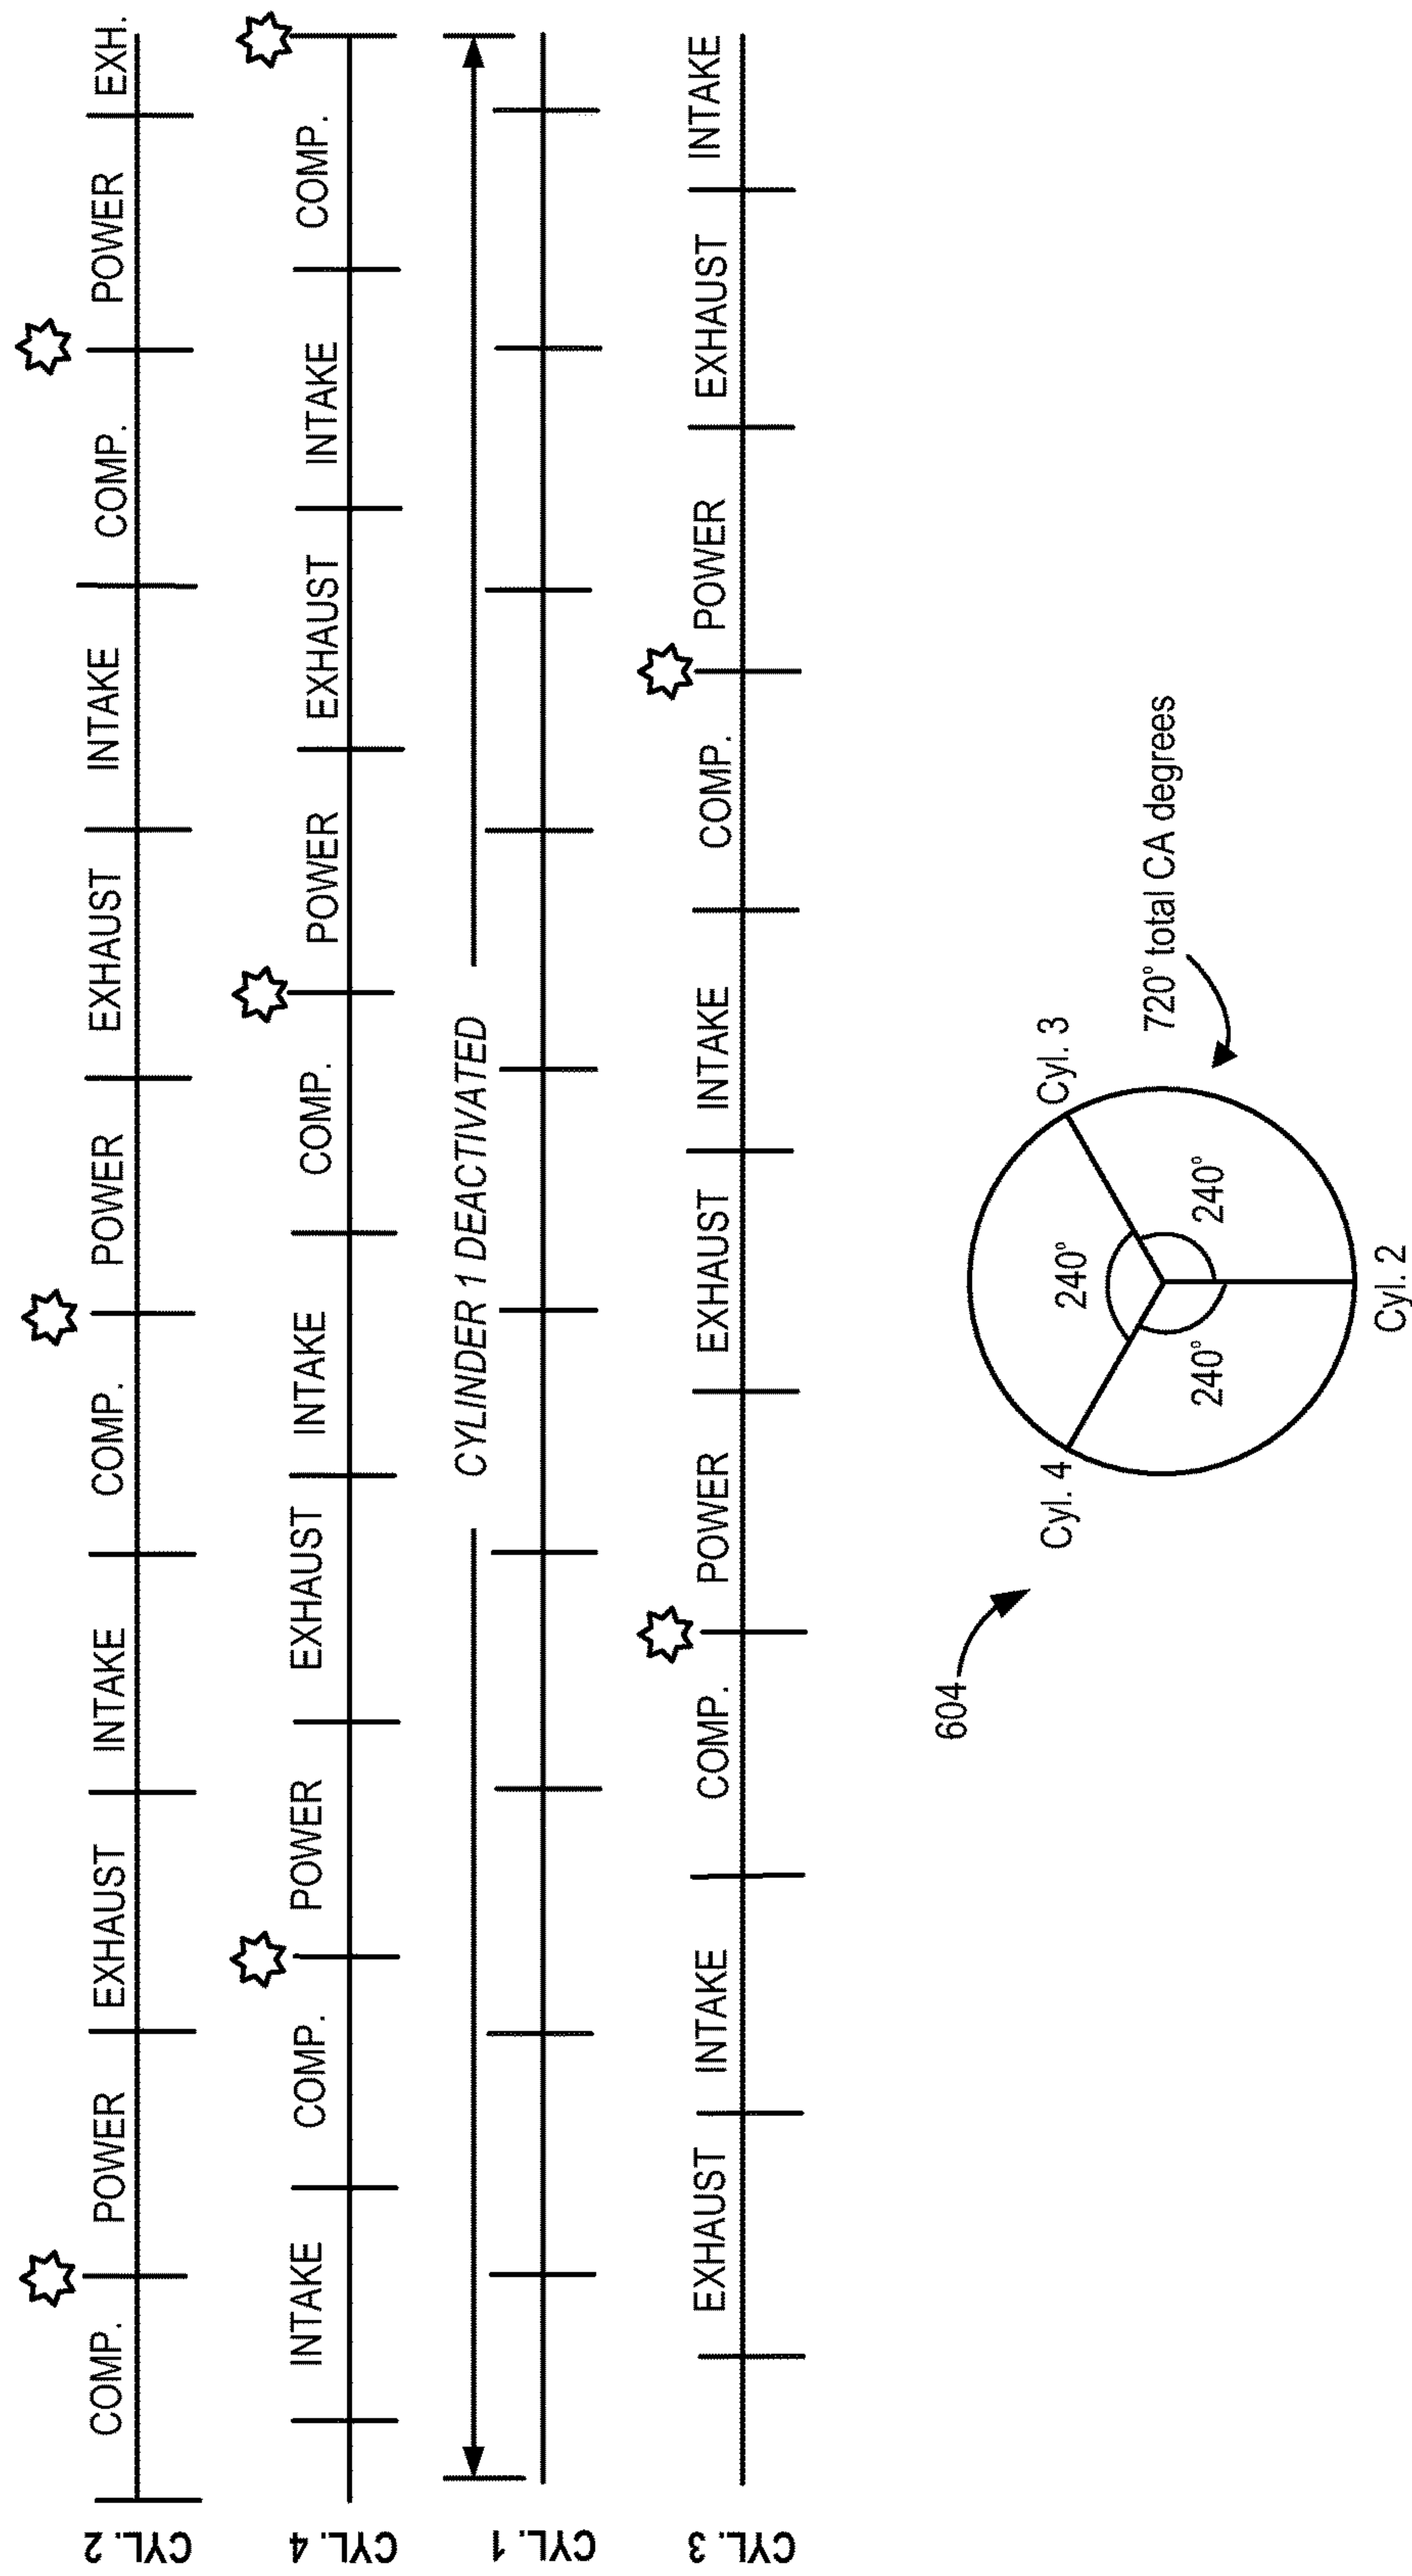 CYL. 2
COMP.
POWER
EXHAUST
INTAKE
COMP.
POWER
EXHAUST
INTAKE
COMP.
POWER
EXH.
CYL. 4
INTAKE
COMP.
POWER
EXHAUST
INTAKE
COMP.
POWER
EXHAUST
INTAKE
COMP.
CYLINDER 1 DEACTIVATED
CYL. 1
CYL. 3
EXHAUST
INTAKE
COMP.
POWER
EXHAUST
INTAKE
COMP.
POWER
EXHAUST
INTAKE
604
Cyl. 4
Cyl. 3
240°
240°
240°
720° total CA degrees
Cyl. 2